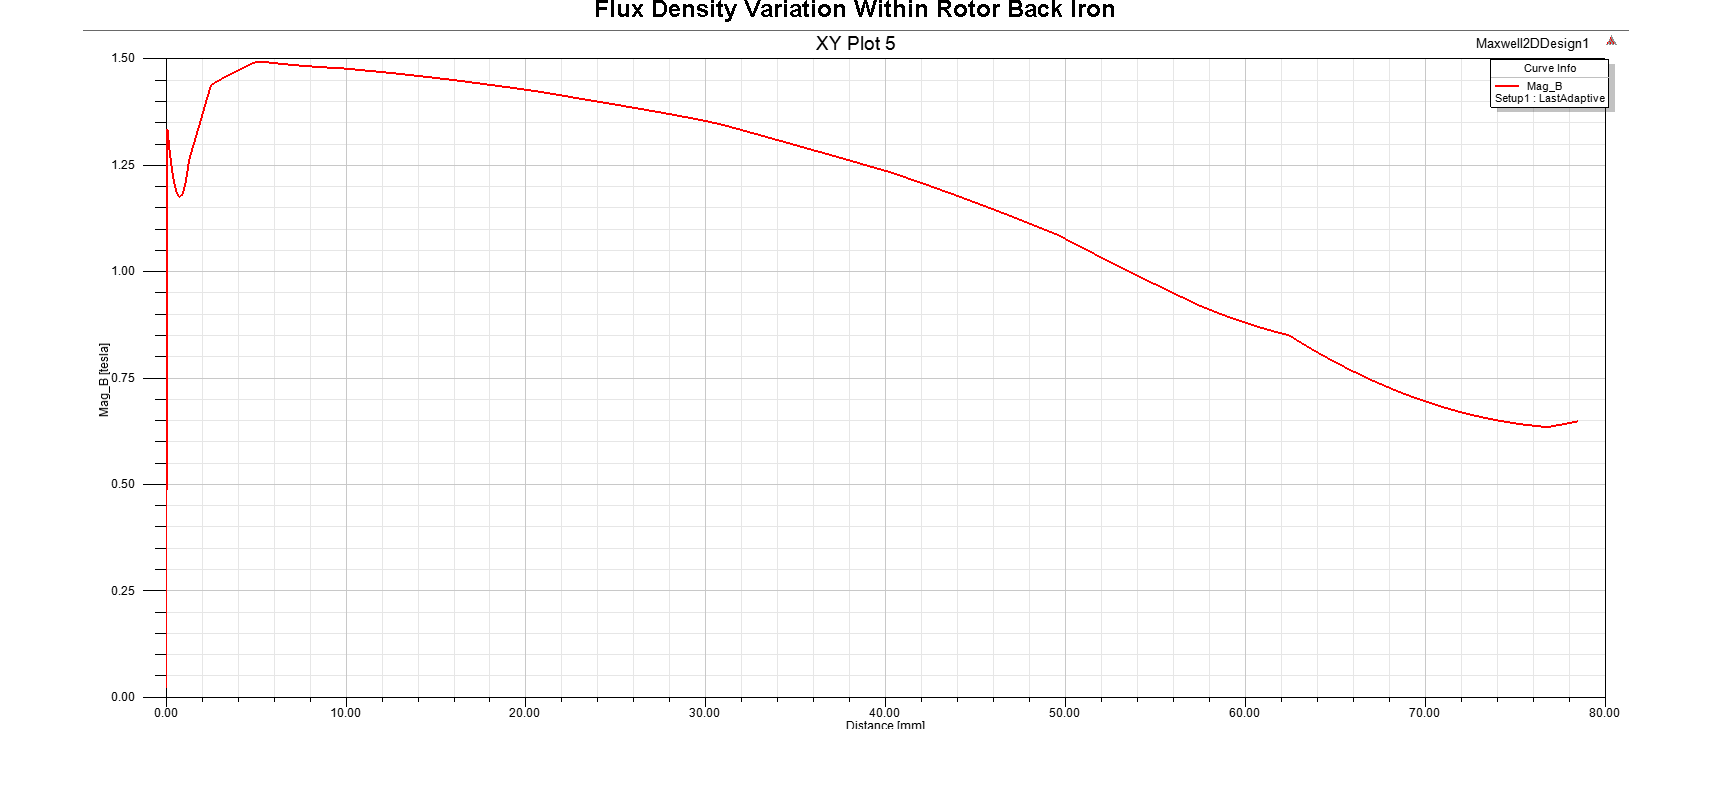 Flux Density Variation Within Rotor Back Iron
XY Plot 5
Maxwell2DDesign1
Curve Info
Mag_B
Setup1 : LastAdaptive
1.50
1.25
1.00
0.75
0.50
0.25
0.00
Mag_B [tesla]
0.00 10.00 20.00 30.00 40.00 50.00 60.00 70.00 80.00
Distance [mm]